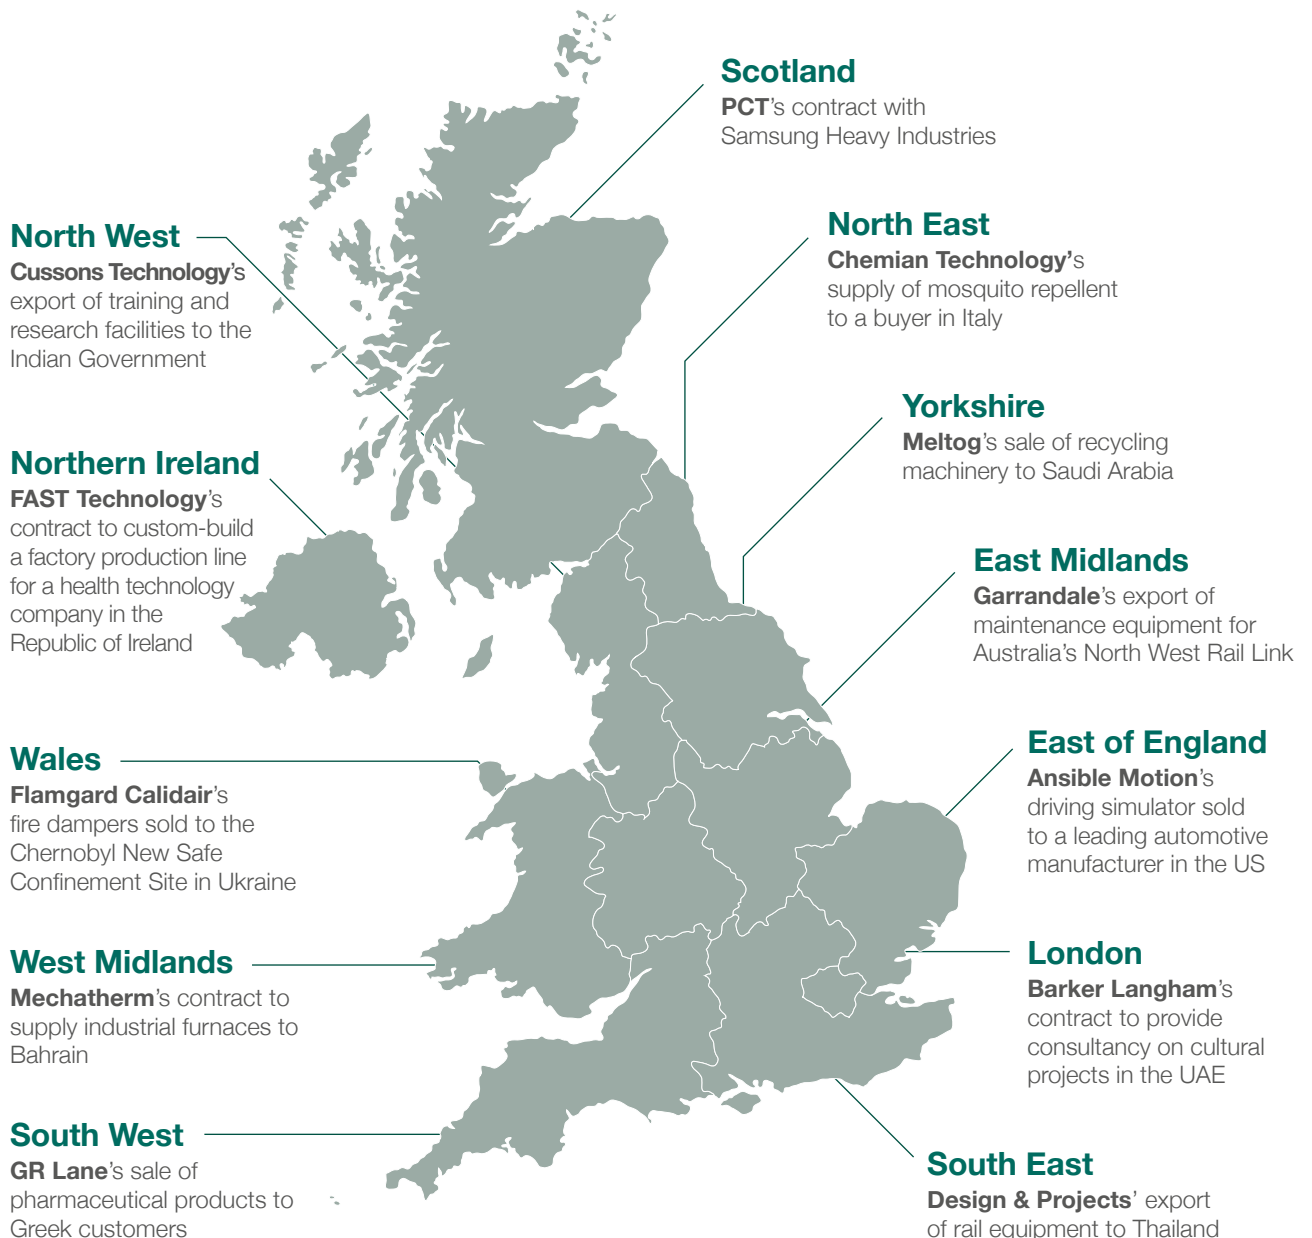 Scotland
PCT's contract with
Samsung Heavy Industries
North West
Cussons Technology's
export of training and
research facilities to the
Indian Government
North East
Chemian Technology's
supply of mosquito repellent
to a buyer in Italy
Yorkshire
Meltog's sale of recycling
machinery to Saudi Arabia
Northern Ireland
FAST Technology's
contract to custom-build
a factory production line
for a health technology
company in the
Republic of Ireland
East Midlands
Garrandale's export of
maintenance equipment for
Australia's North West Rail Link
Wales
Flamgard Calidair's
fire dampers sold to the
Chernobyl New Safe
Confinement Site in Ukraine
East of England
Ansible Motion's
driving simulator sold
to a leading automotive
manufacturer in the US
West Midlands
Mechatherm's contract to
supply industrial furnaces to
Bahrain
London
Barker Langham's
contract to provide
consultancy on cultural
projects in the UAE
South West
GR Lane's sale of
pharmaceutical products to
Greek customers
South East
Design & Projects' export
of rail equipment to Thailand